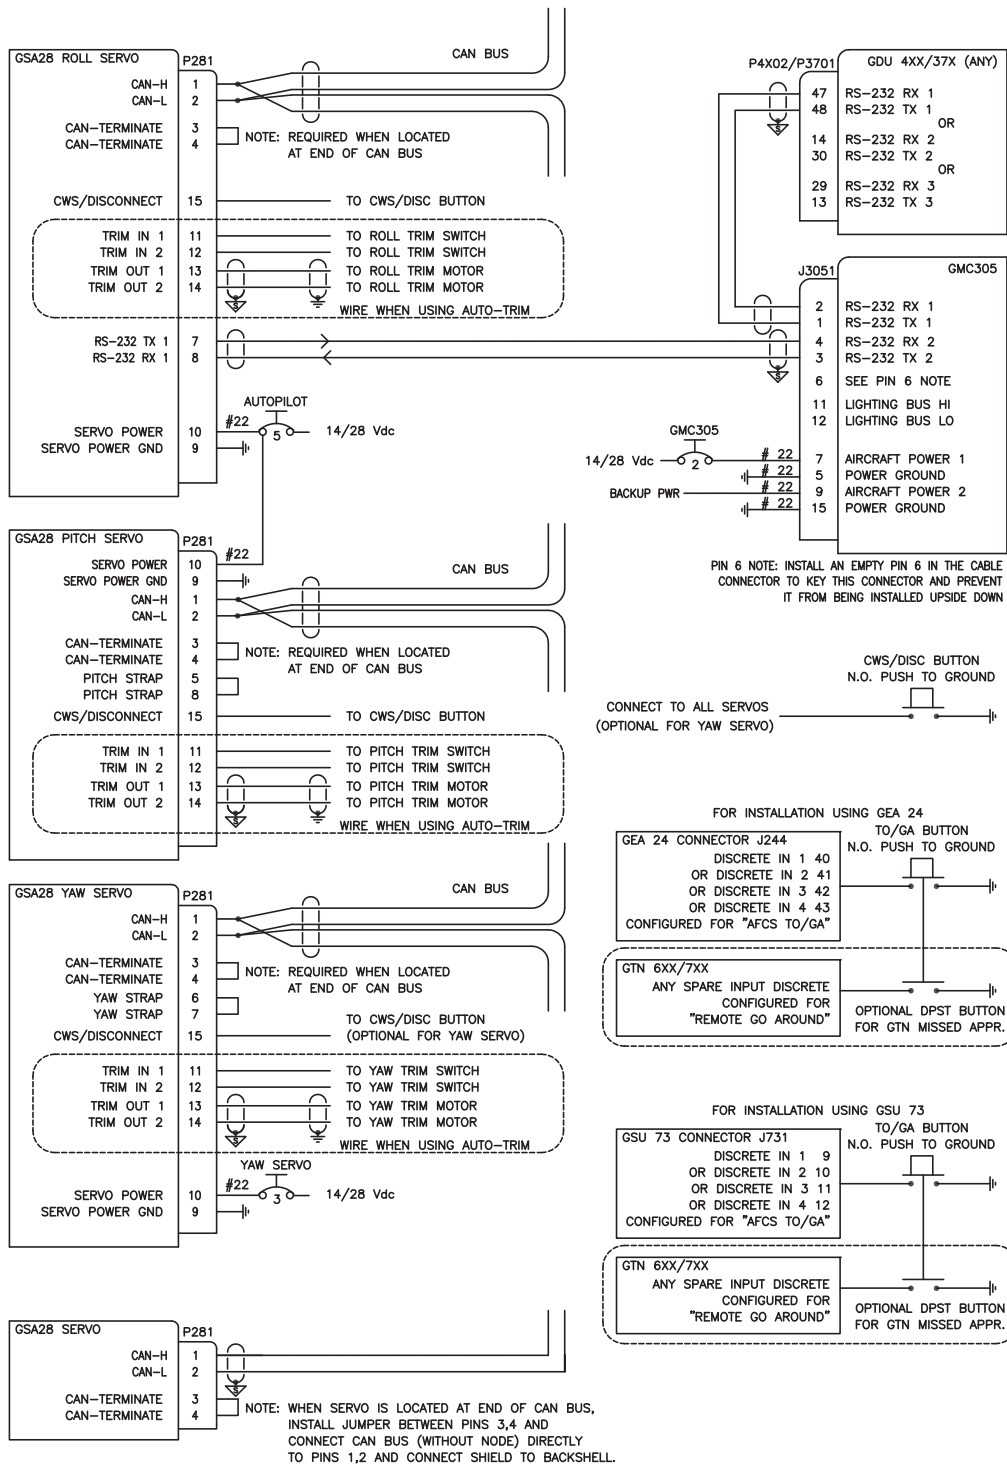 GSA28 ROLL SERVO
P281
CAN BUS
CAN-H 1
CAN-L 2
CAN-TERMINATE 3
CAN-TERMINATE 4
NOTE: REQUIRED WHEN LOCATED
AT END OF CAN BUS
CWS/DISCONNECT 15 TO CWS/DISC BUTTON
TRIM IN 1 11 TO ROLL TRIM SWITCH
TRIM IN 2 12 TO ROLL TRIM SWITCH
TRIM OUT 1 13 TO ROLL TRIM MOTOR
TRIM OUT 2 14 TO ROLL TRIM MOTOR
S
WIRE WHEN USING AUTO-TRIM
RS-232 TX 1 7
RS-232 RX 1 8
AUTOPILOT
SERVO POWER 10 #22 5 14/28 Vdc
SERVO POWER GND 9
GSA28 PITCH SERVO
P281
SERVO POWER 10 #22
SERVO POWER GND 9
CAN BUS
CAN-H 1
CAN-L 2
CAN-TERMINATE 3
CAN-TERMINATE 4
NOTE: REQUIRED WHEN LOCATED
AT END OF CAN BUS
PITCH STRAP 5
PITCH STRAP 8
CWS/DISCONNECT 15 TO CWS/DISC BUTTON
TRIM IN 1 11 TO PITCH TRIM SWITCH
TRIM IN 2 12 TO PITCH TRIM SWITCH
TRIM OUT 1 13 TO PITCH TRIM MOTOR
TRIM OUT 2 14 TO PITCH TRIM MOTOR
S
WIRE WHEN USING AUTO-TRIM
GSA28 YAW SERVO
P281
CAN BUS
CAN-H 1
CAN-L 2
CAN-TERMINATE 3
CAN-TERMINATE 4
NOTE: REQUIRED WHEN LOCATED
AT END OF CAN BUS
YAW STRAP 6
YAW STRAP 7
TO CWS/DISC BUTTON
CWS/DISCONNECT 15 (OPTIONAL FOR YAW SERVO)
TRIM IN 1 11 TO YAW TRIM SWITCH
TRIM IN 2 12 TO YAW TRIM SWITCH
TRIM OUT 1 13 TO YAW TRIM MOTOR
TRIM OUT 2 14 TO YAW TRIM MOTOR
S
WIRE WHEN USING AUTO-TRIM
YAW SERVO
SERVO POWER 10 #22 3 14/28 Vdc
SERVO POWER GND 9
GSA28 SERVO
P281
CAN-H 1
CAN-L 2
S
CAN-TERMINATE 3
CAN-TERMINATE 4
NOTE: WHEN SERVO IS LOCATED AT END OF CAN BUS,
INSTALL JUMPER BETWEEN PINS 3,4 AND
CONNECT CAN BUS (WITHOUT NODE) DIRECTLY
TO PINS 1,2 AND CONNECT SHIELD TO BACKSHELL.
P4X02/P3701
GDU 4XX/37X (ANY)
47 RS-232 RX 1
48 RS-232 TX 1
S
OR
14 RS-232 RX 2
30 RS-232 TX 2
OR
29 RS-232 RX 3
13 RS-232 TX 3
J3051
GMC305
2 RS-232 RX 1
1 RS-232 TX 1
4 RS-232 RX 2
3 RS-232 TX 2
S
6 SEE PIN 6 NOTE
11 LIGHTING BUS HI
12 LIGHTING BUS LO
GMC305
14/28 Vdc 2 # 22 7 AIRCRAFT POWER 1
# 22 5 POWER GROUND
BACKUP PWR # 22 9 AIRCRAFT POWER 2
# 22 15 POWER GROUND
PIN 6 NOTE: INSTALL AN EMPTY PIN 6 IN THE CABLE
CONNECTOR TO KEY THIS CONNECTOR AND PREVENT
IT FROM BEING INSTALLED UPSIDE DOWN
CWS/DISC BUTTON
N.O. PUSH TO GROUND
CONNECT TO ALL SERVOS
(OPTIONAL FOR YAW SERVO)
FOR INSTALLATION USING GEA 24
TO/GA BUTTON
N.O. PUSH TO GROUND
GEA 24 CONNECTOR J244
DISCRETE IN 1 40
OR DISCRETE IN 2 41
OR DISCRETE IN 3 42
OR DISCRETE IN 4 43
CONFIGURED FOR "AFCS TO/GA"
GTN 6XX/7XX
ANY SPARE INPUT DISCRETE
CONFIGURED FOR
"REMOTE GO AROUND"
OPTIONAL DPST BUTTON
FOR GTN MISSED APPR.
FOR INSTALLATION USING GSU 73
TO/GA BUTTON
N.O. PUSH TO GROUND
GSU 73 CONNECTOR J731
DISCRETE IN 1 9
OR DISCRETE IN 2 10
OR DISCRETE IN 3 11
OR DISCRETE IN 4 12
CONFIGURED FOR "AFCS TO/GA"
GTN 6XX/7XX
ANY SPARE INPUT DISCRETE
CONFIGURED FOR
"REMOTE GO AROUND"
OPTIONAL DPST BUTTON
FOR GTN MISSED APPR.